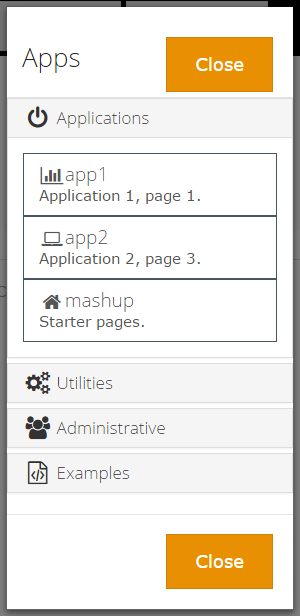 Apps
Close
Applications
app1
Application 1, page 1.
app2
Application 2, page 3.
mashup
Starter pages.
Utilities
Administrative
Examples
Close